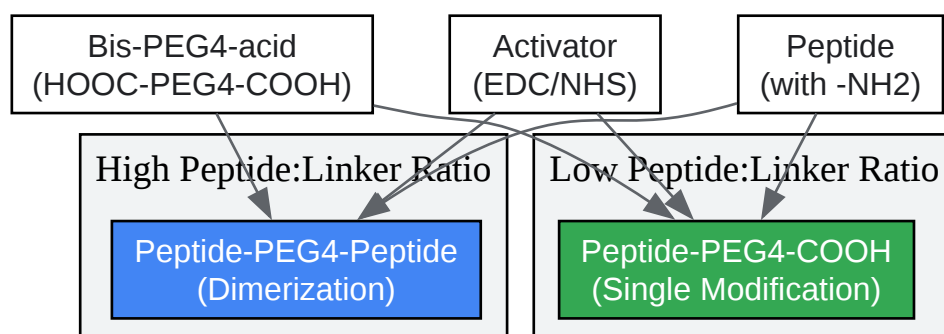 Bis-PEG4-acid
(HOOC-PEG4-COOH)
Activator
(EDC/NHS)
Peptide
(with -NH2)
High Peptide:Linker Ratio
Low Peptide:Linker Ratio
Peptide-PEG4-Peptide
(Dimerization)
Peptide-PEG4-COOH
(Single Modification)